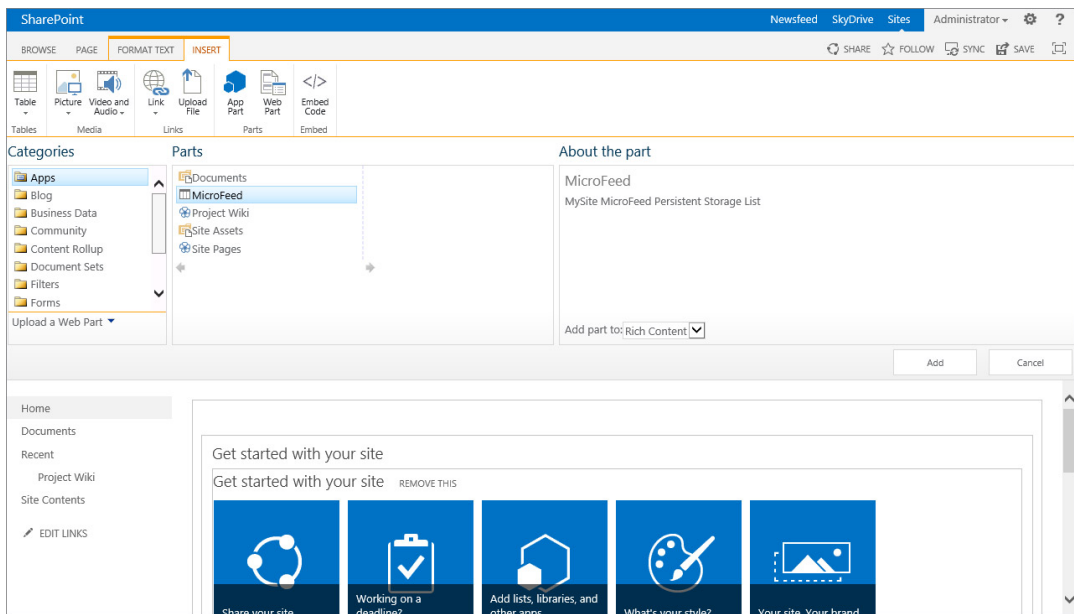 SharePoint
Newsfeed SkyDrive Sites Administrator
?
BROWSE PAGE FORMAT TEXT INSERT
SHARE FOLLOW SYNC SAVE
Table Picture Video and Audio Link Upload File App Part Web Part Embed Code
Tables Media Links Parts Embed
Categories Parts About the part
Apps
Blog
Business Data
Community
Content Rollup
Document Sets
Filters
Forms
Upload a Web Part
Documents
MicroFeed
Project Wiki
Site Assets
Site Pages
MicroFeed
MySite MicroFeed Persistent Storage List
Add part to: Rich Content
Add Cancel
Home
Documents
Recent
Project Wiki
Site Contents
EDIT LINKS
Get started with your site
Get started with your site REMOVE THIS
Share your site.
Working on a
deadline?
Add lists, libraries, and
other apps.
What's your style?
Your site. Your brand.